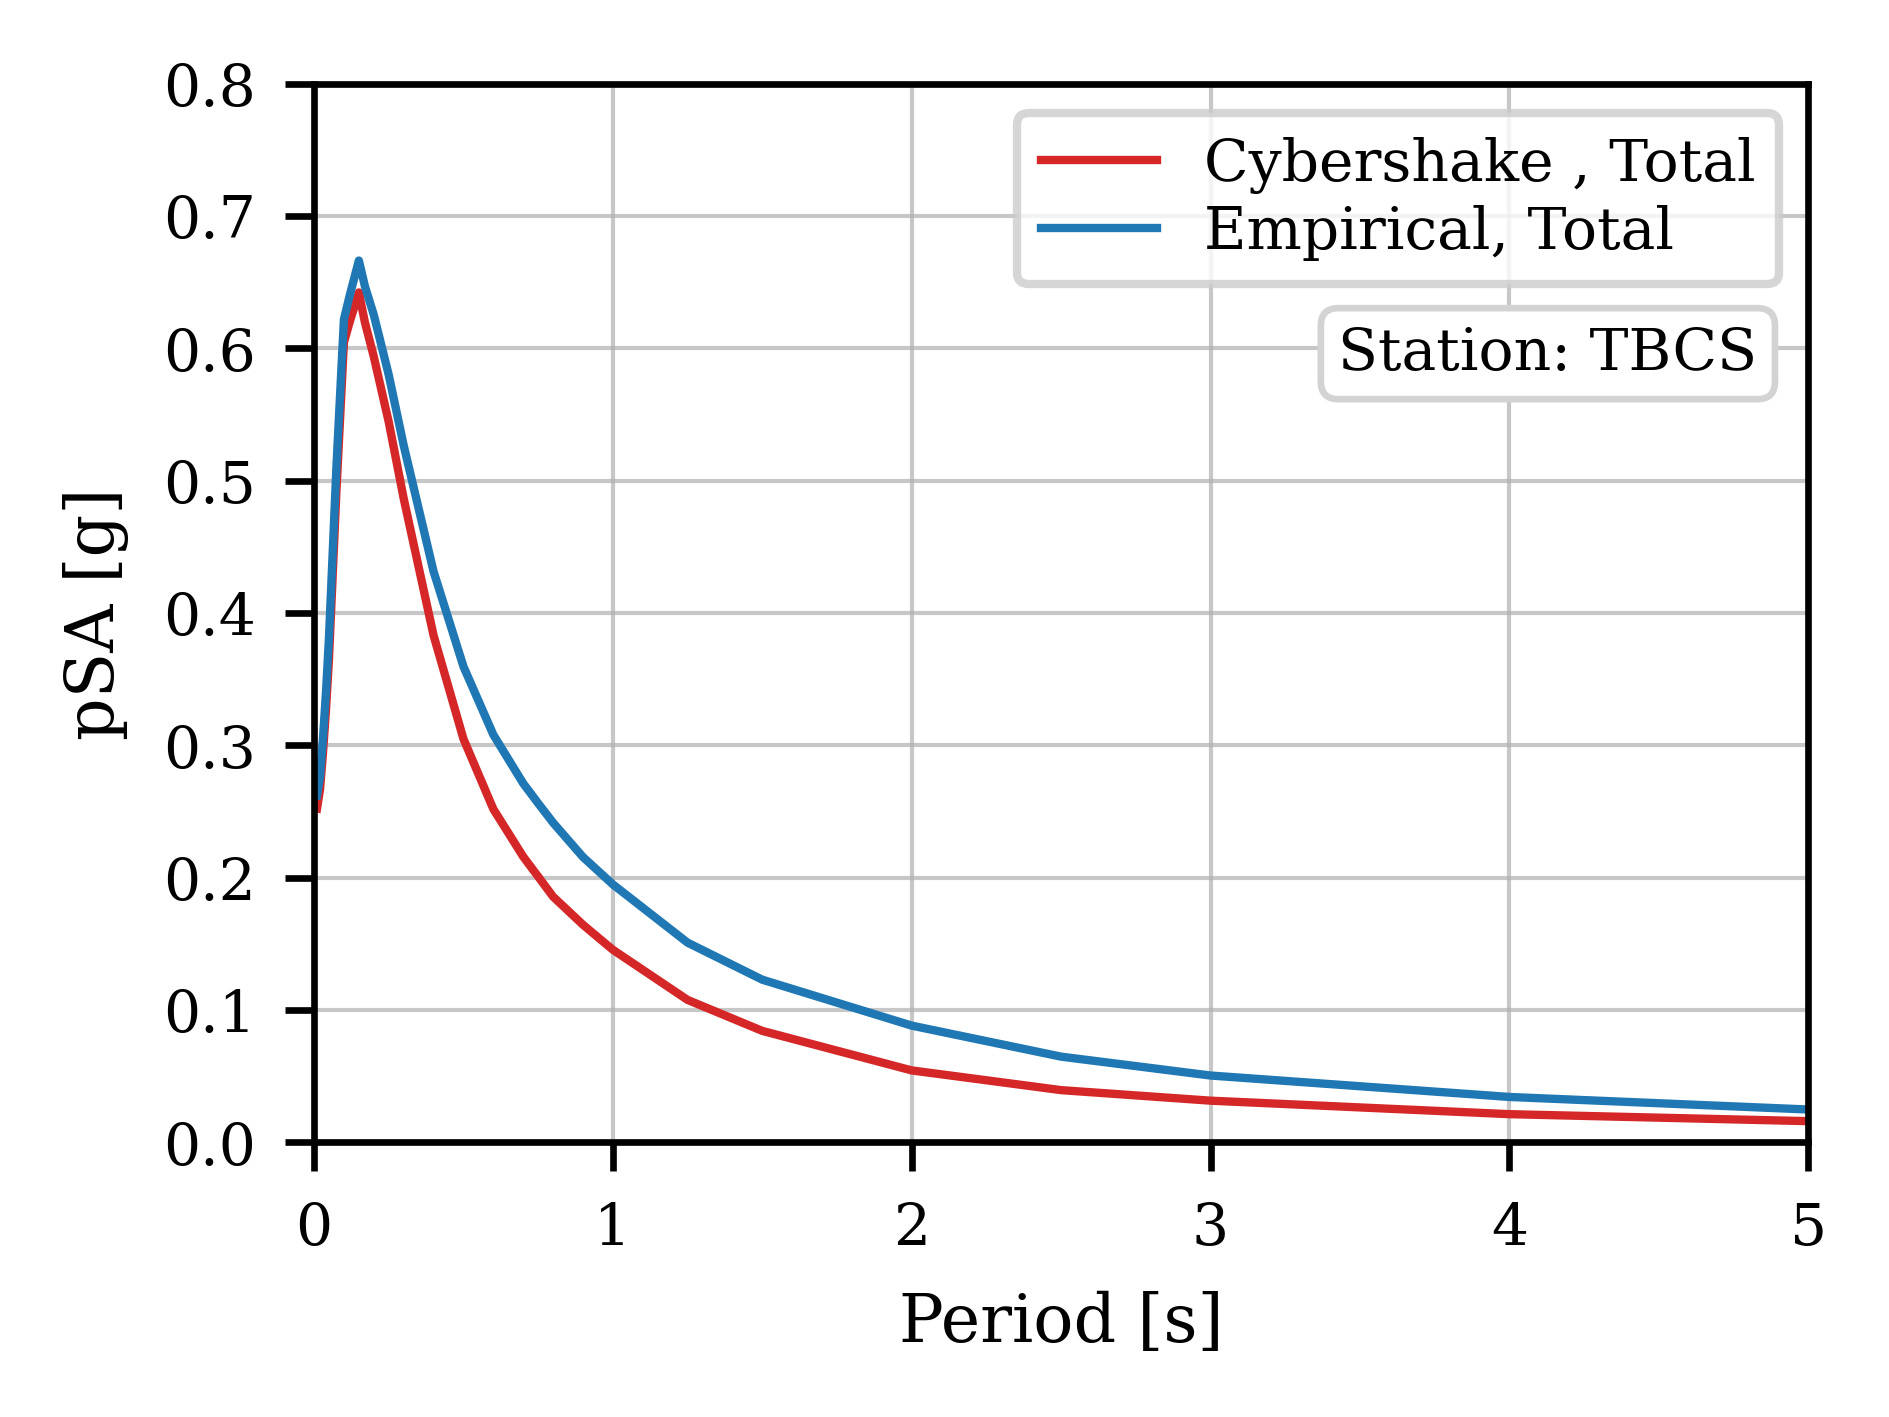 0.8
0.7
0.6
0.5
0.4
0.3
0.2
0.1
0.0
pSA [g]
Cybershake , Total
Empirical, Total
Station: TBCS
0 1 2 3 4 5
Period [s]